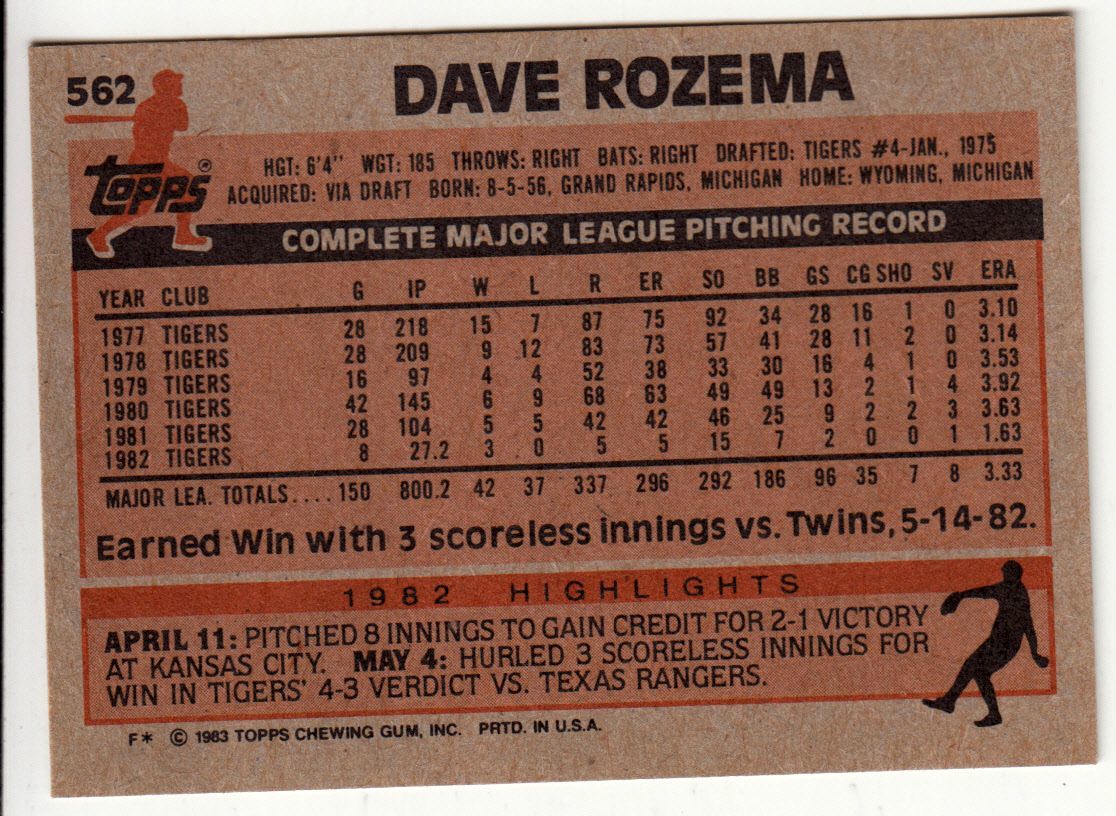 562 DAVE ROZEMA
Topps ®
HGT: 6'4" WGT: 185 THROWS: RIGHT BATS: RIGHT DRAFTED: TIGERS #4-JAN., 1975
ACQUIRED: VIA DRAFT BORN: 8-5-56, GRAND RAPIDS, MICHIGAN HOME: WYOMING, MICHIGAN
COMPLETE MAJOR LEAGUE PITCHING RECORD
YEAR CLUB G IP W L R ER SO BB GS CG SHO SV ERA
1977 TIGERS 28 218 15 7 87 75 92 34 28 16 1 0 3.10
1978 TIGERS 28 209 9 12 83 73 57 41 28 11 2 0 3.14
1979 TIGERS 16 97 4 4 52 38 33 30 16 4 1 0 3.53
1980 TIGERS 42 145 6 9 68 63 49 49 13 2 1 4 3.92
1981 TIGERS 28 104 5 5 42 42 46 25 9 2 2 3 3.63
1982 TIGERS 8 27.2 3 0 5 5 15 7 2 0 0 1 1.63
MAJOR LEA. TOTALS.... 150 800.2 42 37 337 296 292 186 96 35 7 8 3.33
Earned Win with 3 scoreless innings vs. Twins, 5-14-82.
1982 HIGHLIGHTS
APRIL 11: PITCHED 8 INNINGS TO GAIN CREDIT FOR 2-1 VICTORY
AT KANSAS CITY. MAY 4: HURLED 3 SCORELESS INNINGS FOR
WIN IN TIGERS' 4-3 VERDICT VS. TEXAS RANGERS.
F* © 1983 TOPPS CHEWING GUM, INC. PRTD. IN U.S.A.